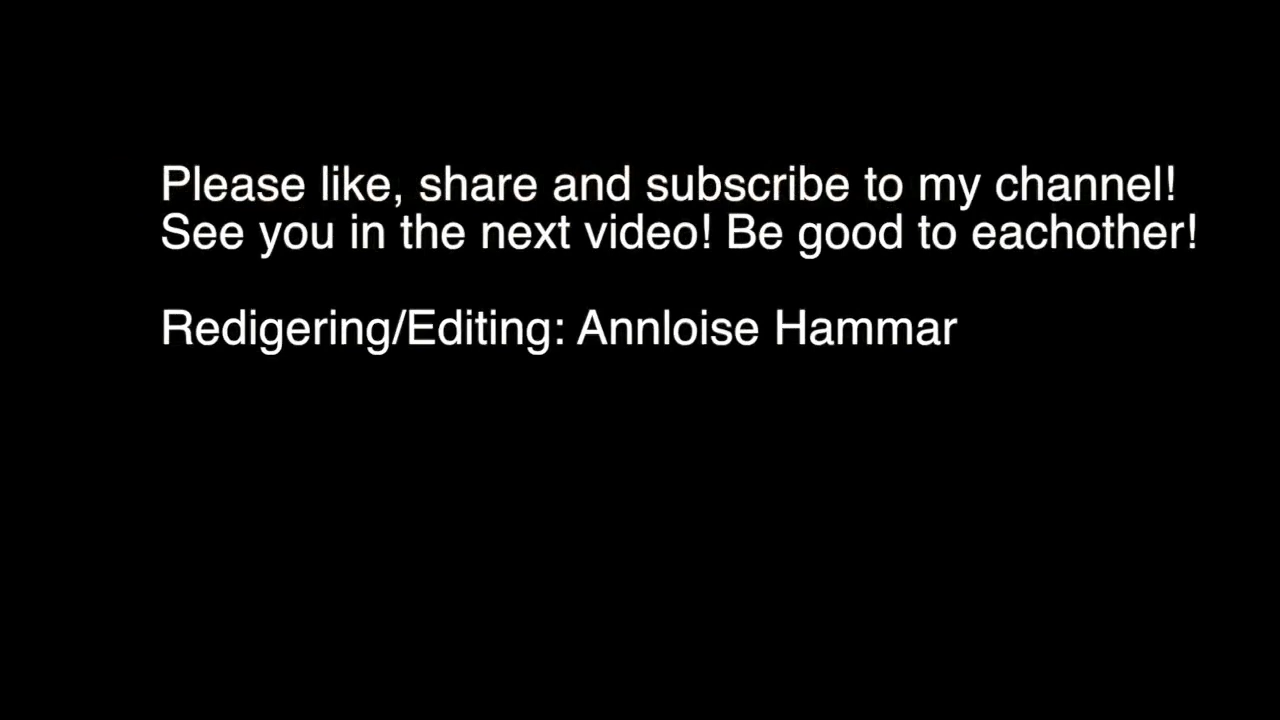 Please like, share and subscribe to my channel!
See you in the next video! Be good to eachother!
Redigering/Editing: Annloise Hammar